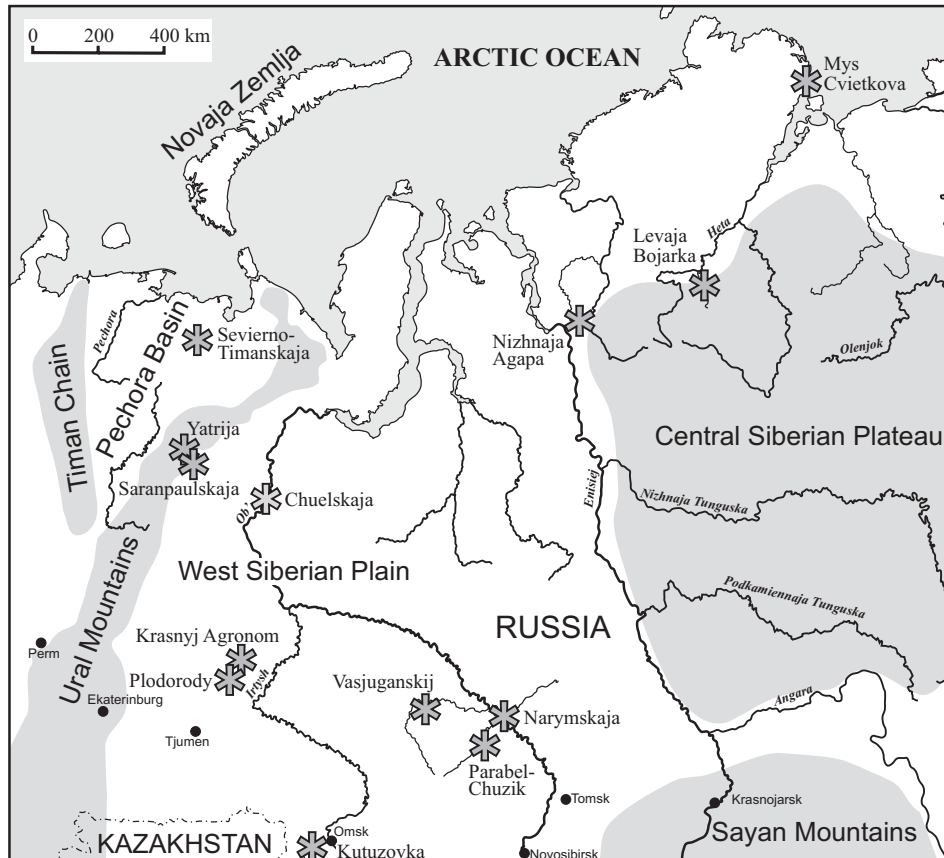 0 200 400 km
ARCTIC OCEAN
Mys
Cvietkova
Novaja Zemlja
Heta
Levaja
Bojarka
Pechora
Pechora Basin
Sevierno-
Timanskaja
Nizhnaja
Agapa
Olenjok
Timan Chain
Yatrija
Saranpaulskaja
Central Siberian Plateau
Ob'
Chuelskaja
Enisiej
Nizhnaja Tunguska
West Siberian Plain
Ural Mountains
Podkamiennaja Tunguska
RUSSIA
Perm
Krasnyj Agronom
Plodorody
Irtysh
Vasjuganskij
Ekaterinburg
Narymskaja
Angara
Tjumen
Parabel-
Chuzik
Tomsk
Krasnojarsk
KAZAKHSTAN
Omsk
Kutuzovka
Novosibirsk
Sayan Mountains